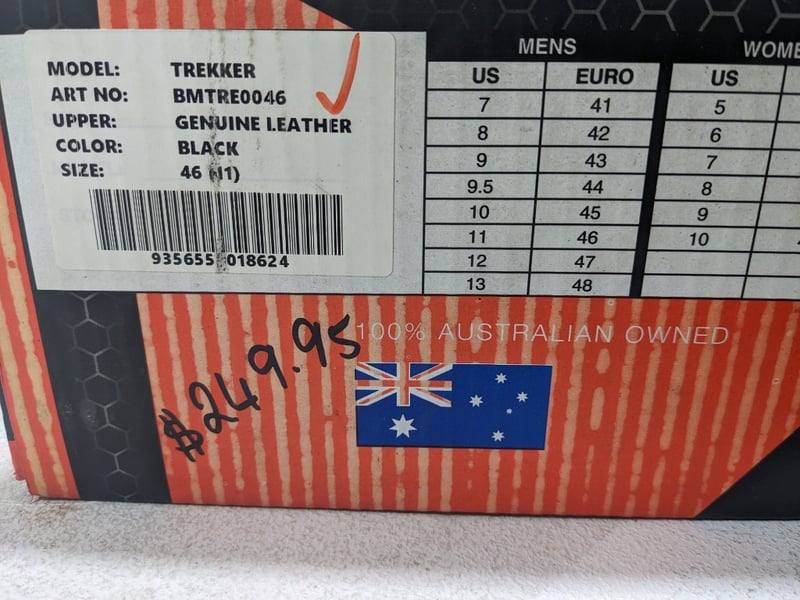 MODEL: TREKKER
ART NO: BMTRE0046
UPPER: GENUINE LEATHER
COLOR: BLACK
SIZE: 46 (11)
935655 018624
MENS
US EURO
7 41
8 42
9 43
9.5 44
10 45
11 46
12 47
13 48
WOME
US
5
6
7
8
9
10
100% AUSTRALIAN OWNED
$249.95